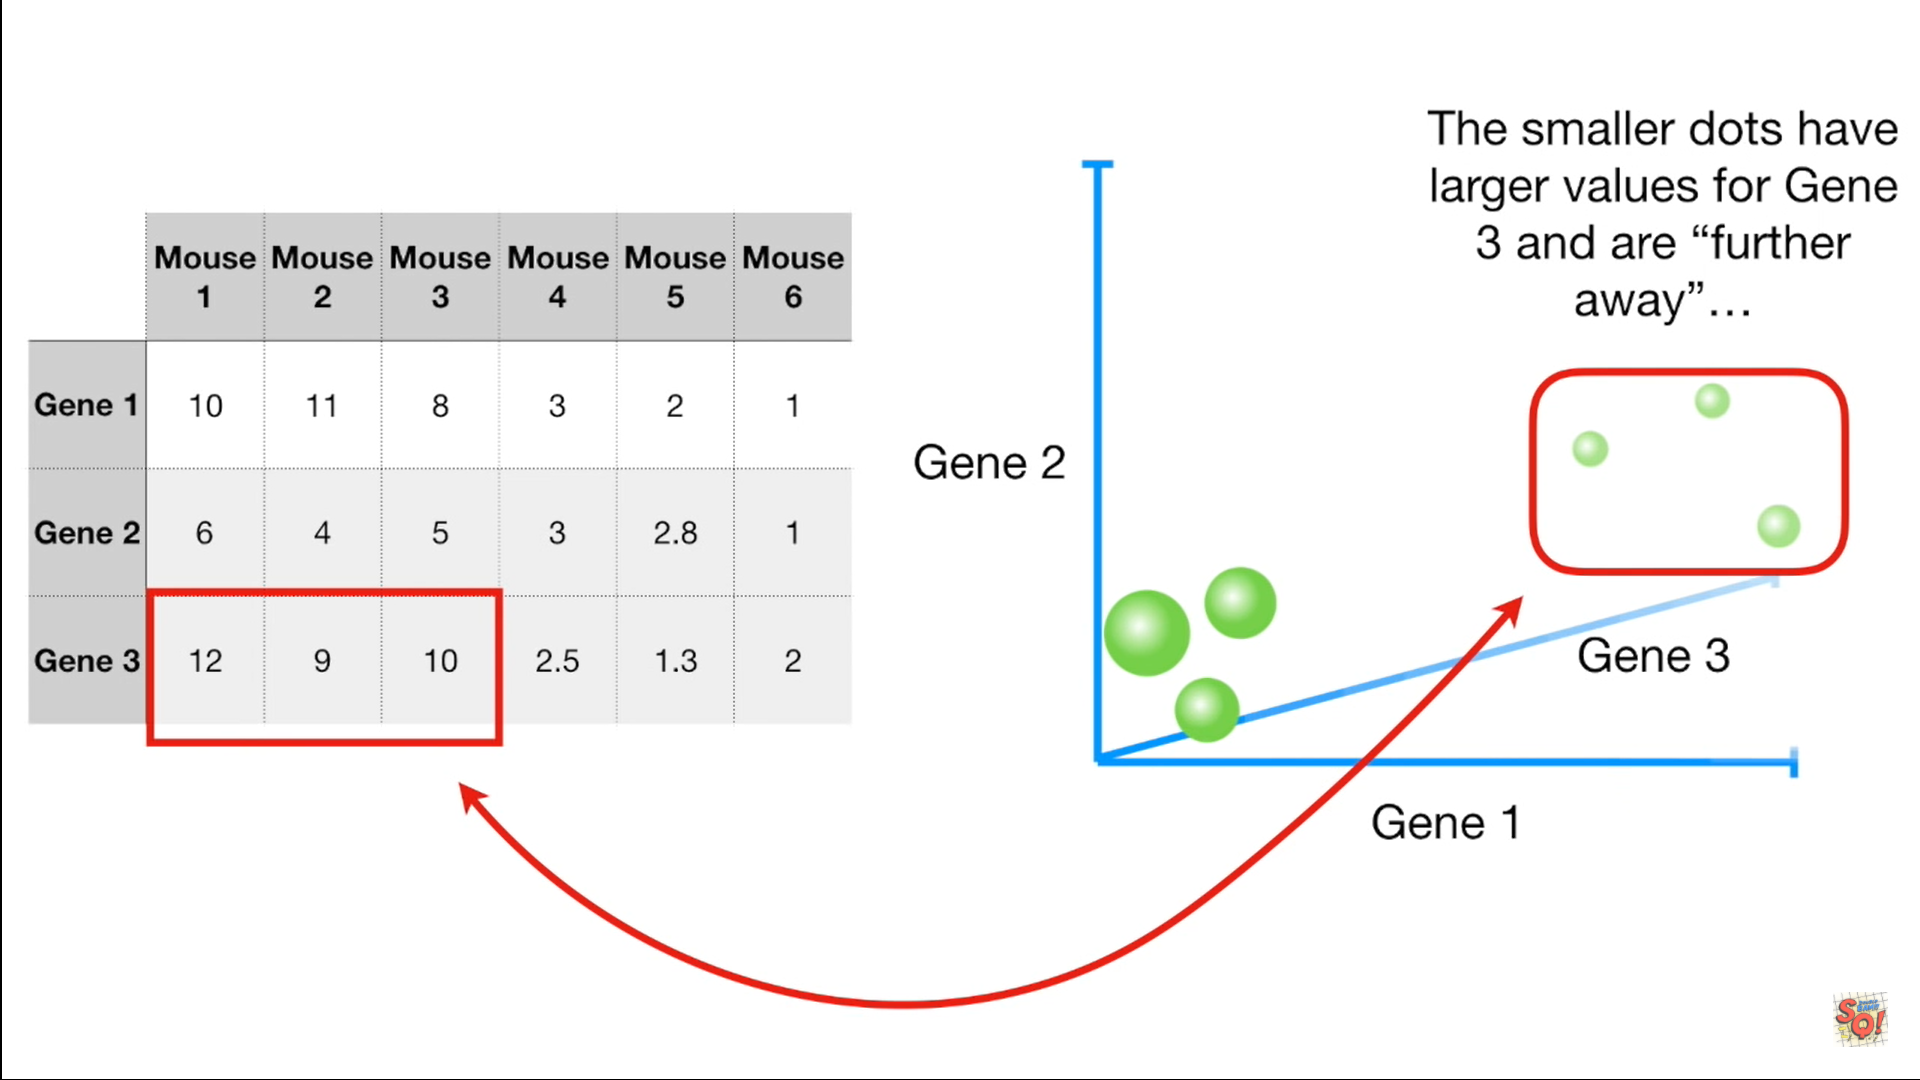 The smaller dots have
larger values for Gene
3 and are “further
away”…
Mouse 1 Mouse 2 Mouse 3 Mouse 4 Mouse 5 Mouse 6
Gene 1 10 11 8 3 2 1
Gene 2 6 4 5 3 2.8 1
Gene 3 12 9 10 2.5 1.3 2
Gene 2
Gene 3
Gene 1
SQ!